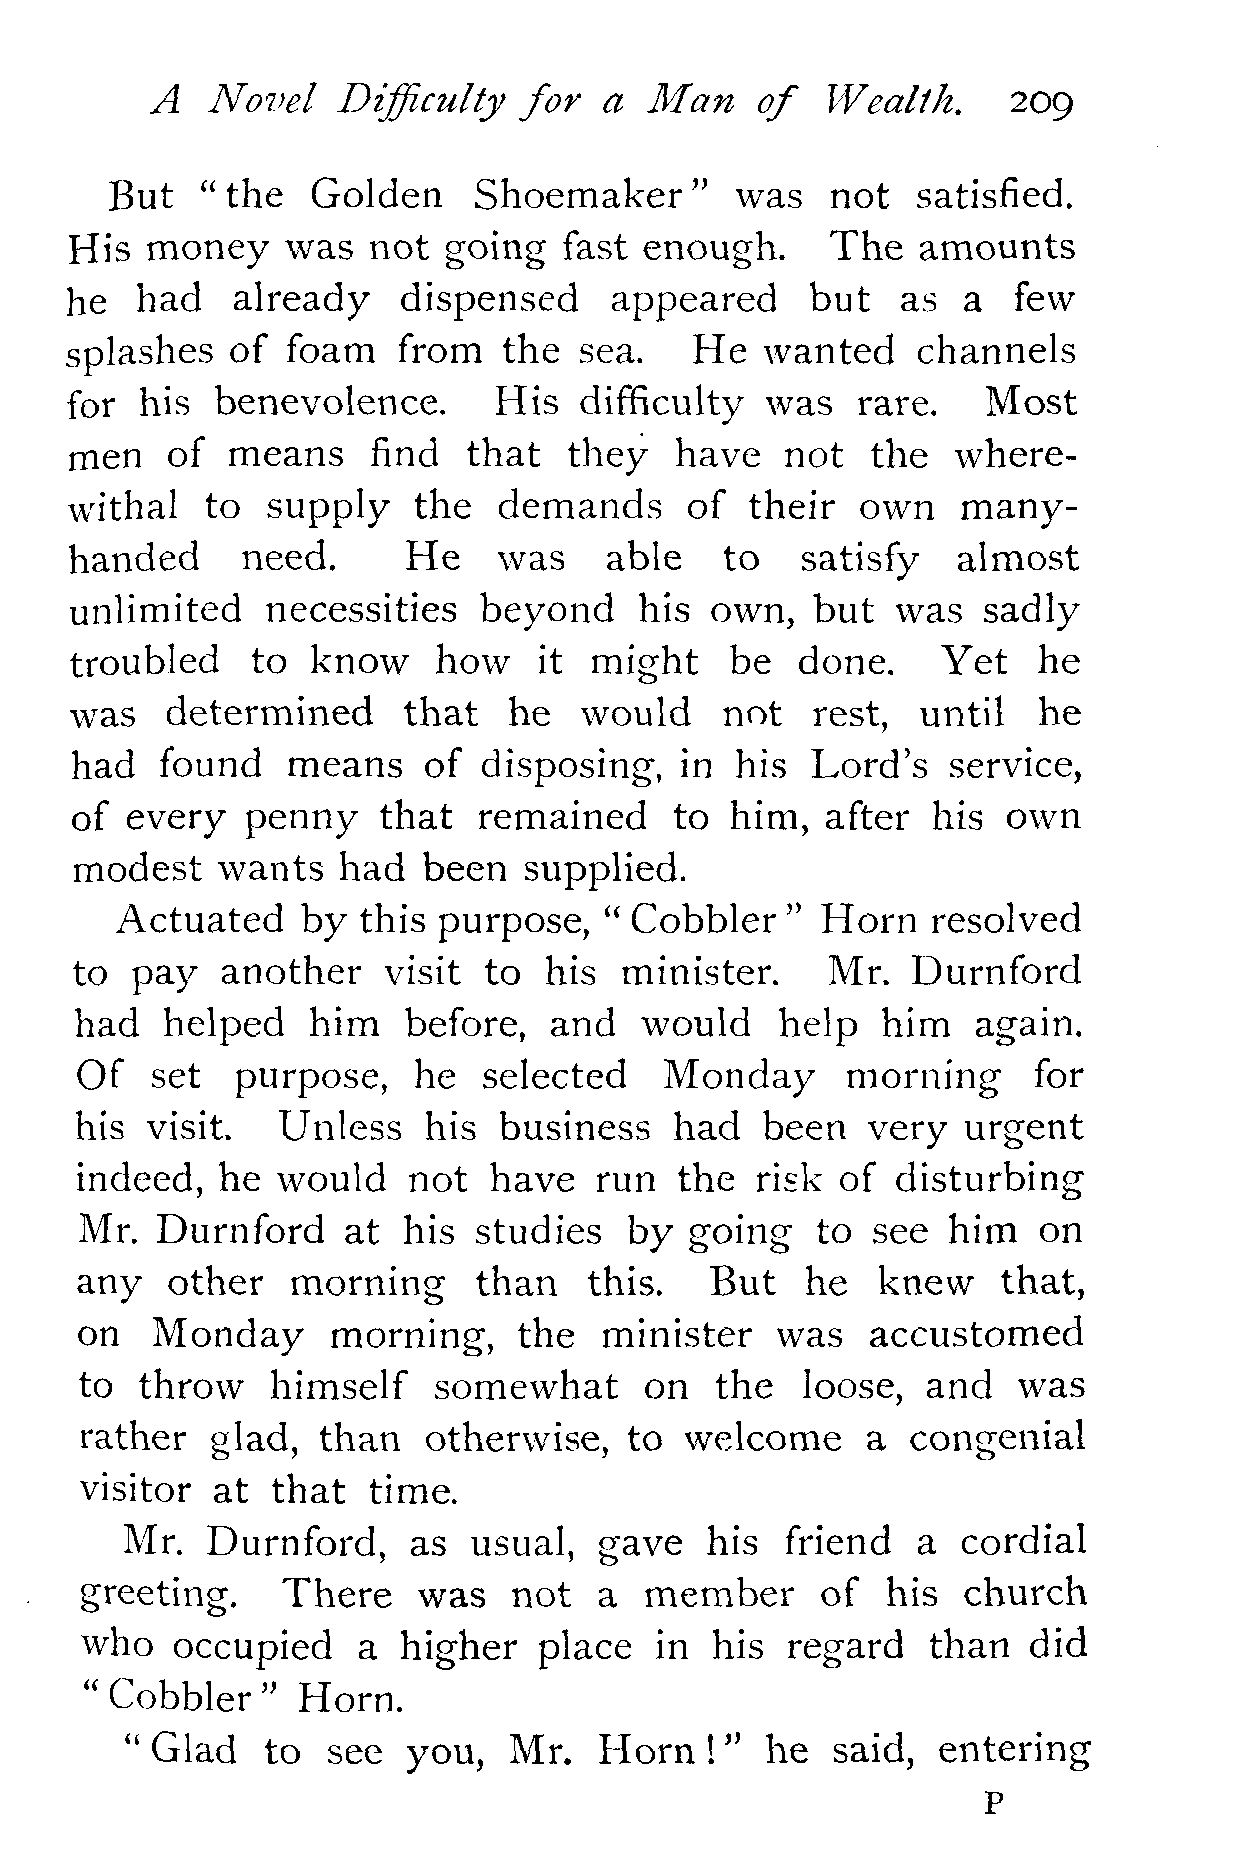 A Novel Difficulty for a Man of Wealth. 209
But "the Golden Shoemaker" was not satisfied.
His money was not going fast enough. The amounts
he had already dispensed appeared but as a few
splashes of foam from the sea. He wanted channels
for his benevolence. His difficulty was rare. Most
men of means find that they have not the where-
withal to supply the demands of their own many-
handed need. He was able to satisfy almost
unlimited necessities beyond his own, but was sadly
troubled to know how it might be done. Yet he
was determined that he would not rest, until he
had found means of disposing, in his Lord's service,
of every penny that remained to him, after his own
modest wants had been supplied.
Actuated by this purpose, "Cobbler" Horn resolved
to pay another visit to his minister. Mr. Durnford
had helped him before, and would help him again.
Of set purpose, he selected Monday morning for
his visit. Unless his business had been very urgent
indeed, he would not have run the risk of disturbing
Mr. Durnford at his studies by going to see him on
any other morning than this. But he knew that,
on Monday morning, the minister was accustomed
to throw himself somewhat on the loose, and was
rather glad, than otherwise, to welcome a congenial
visitor at that time.
Mr. Durnford, as usual, gave his friend a cordial
greeting. There was not a member of his church
who occupied a higher place in his regard than did
"Cobbler" Horn.
"Glad to see you, Mr. Horn!" he said, entering
P